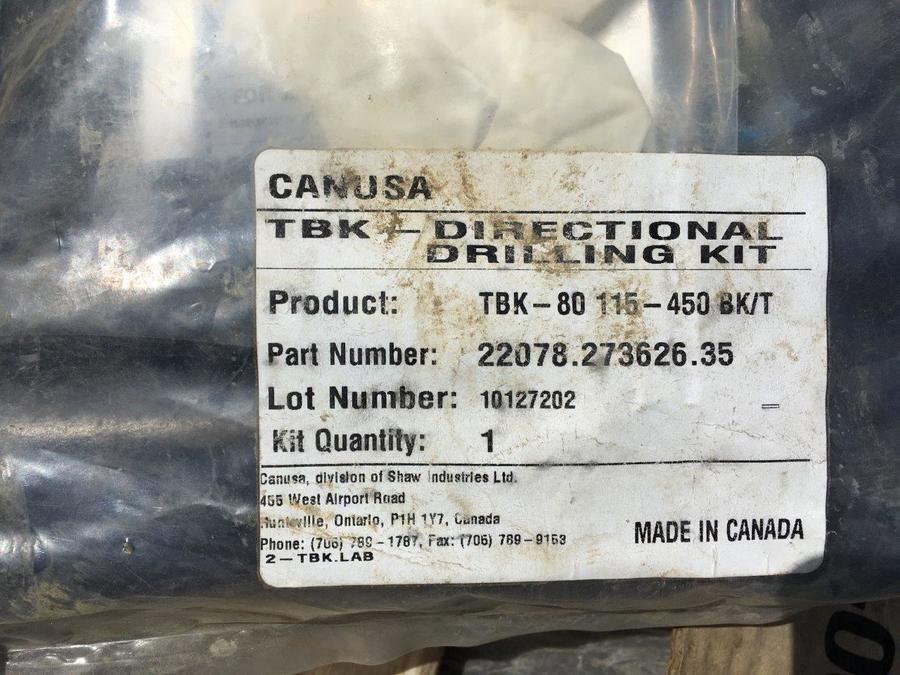 CANUSA
TBK - DIRECTIONAL
DRILLING KIT
Product: TBK-80 115-450 BK/T
Part Number: 22078.273626.35
Lot Number: 10127202
Kit Quantity: 1
Canusa, division of Shaw Industries Ltd.
455 West Airport Road
Ontario, P1H 1Y7, Canada
Phone: (705) 789-1787, Fax: (705) 789-9153
2-TBK.LAB
MADE IN CANADA